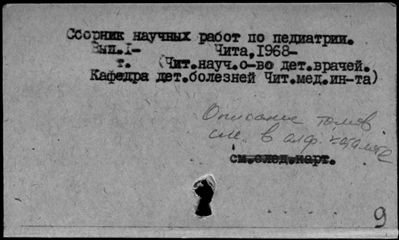 Сборник научных работ по педиатрии.
Вып.1- Чита.1968-
т. (Чит.науч.о-во дет.врачей.
Кафедра дет.болезней Чит.мед.ин-та)
Описание томов
см. в алф. каталоге
см.след.карт.
9